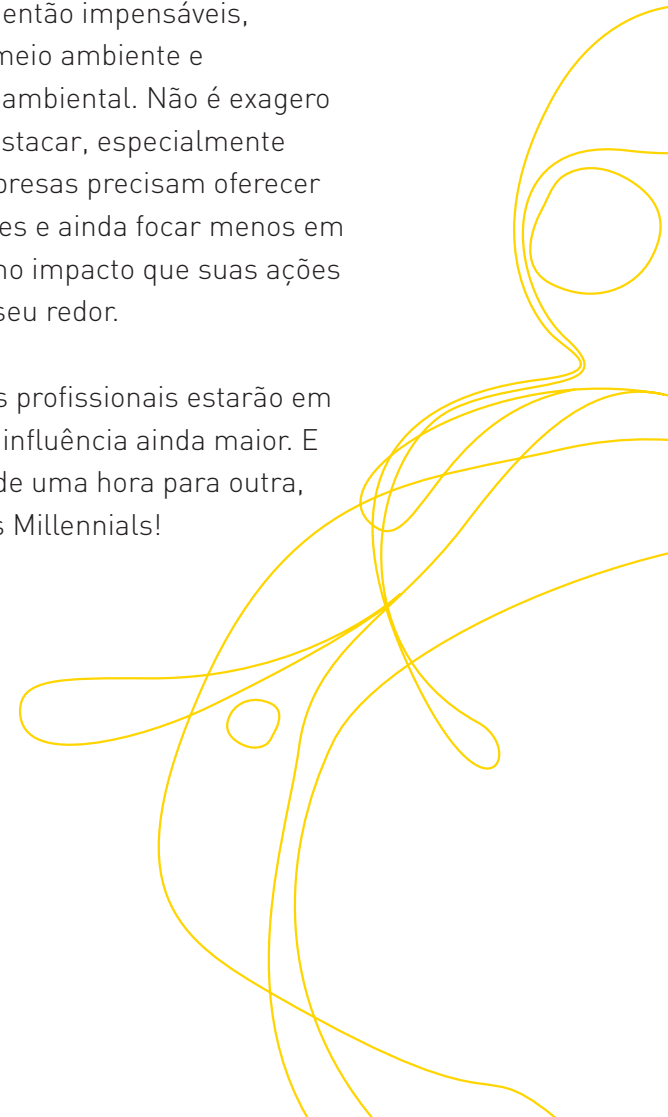 então impensáveis,
meio ambiente e
ambiental. Não é exagero
stacar, especialmente
presas precisam oferecer
es e ainda focar menos em
no impacto que suas ações
seu redor.
s profissionais estarão em
influência ainda maior. E
de uma hora para outra,
s Millennials!